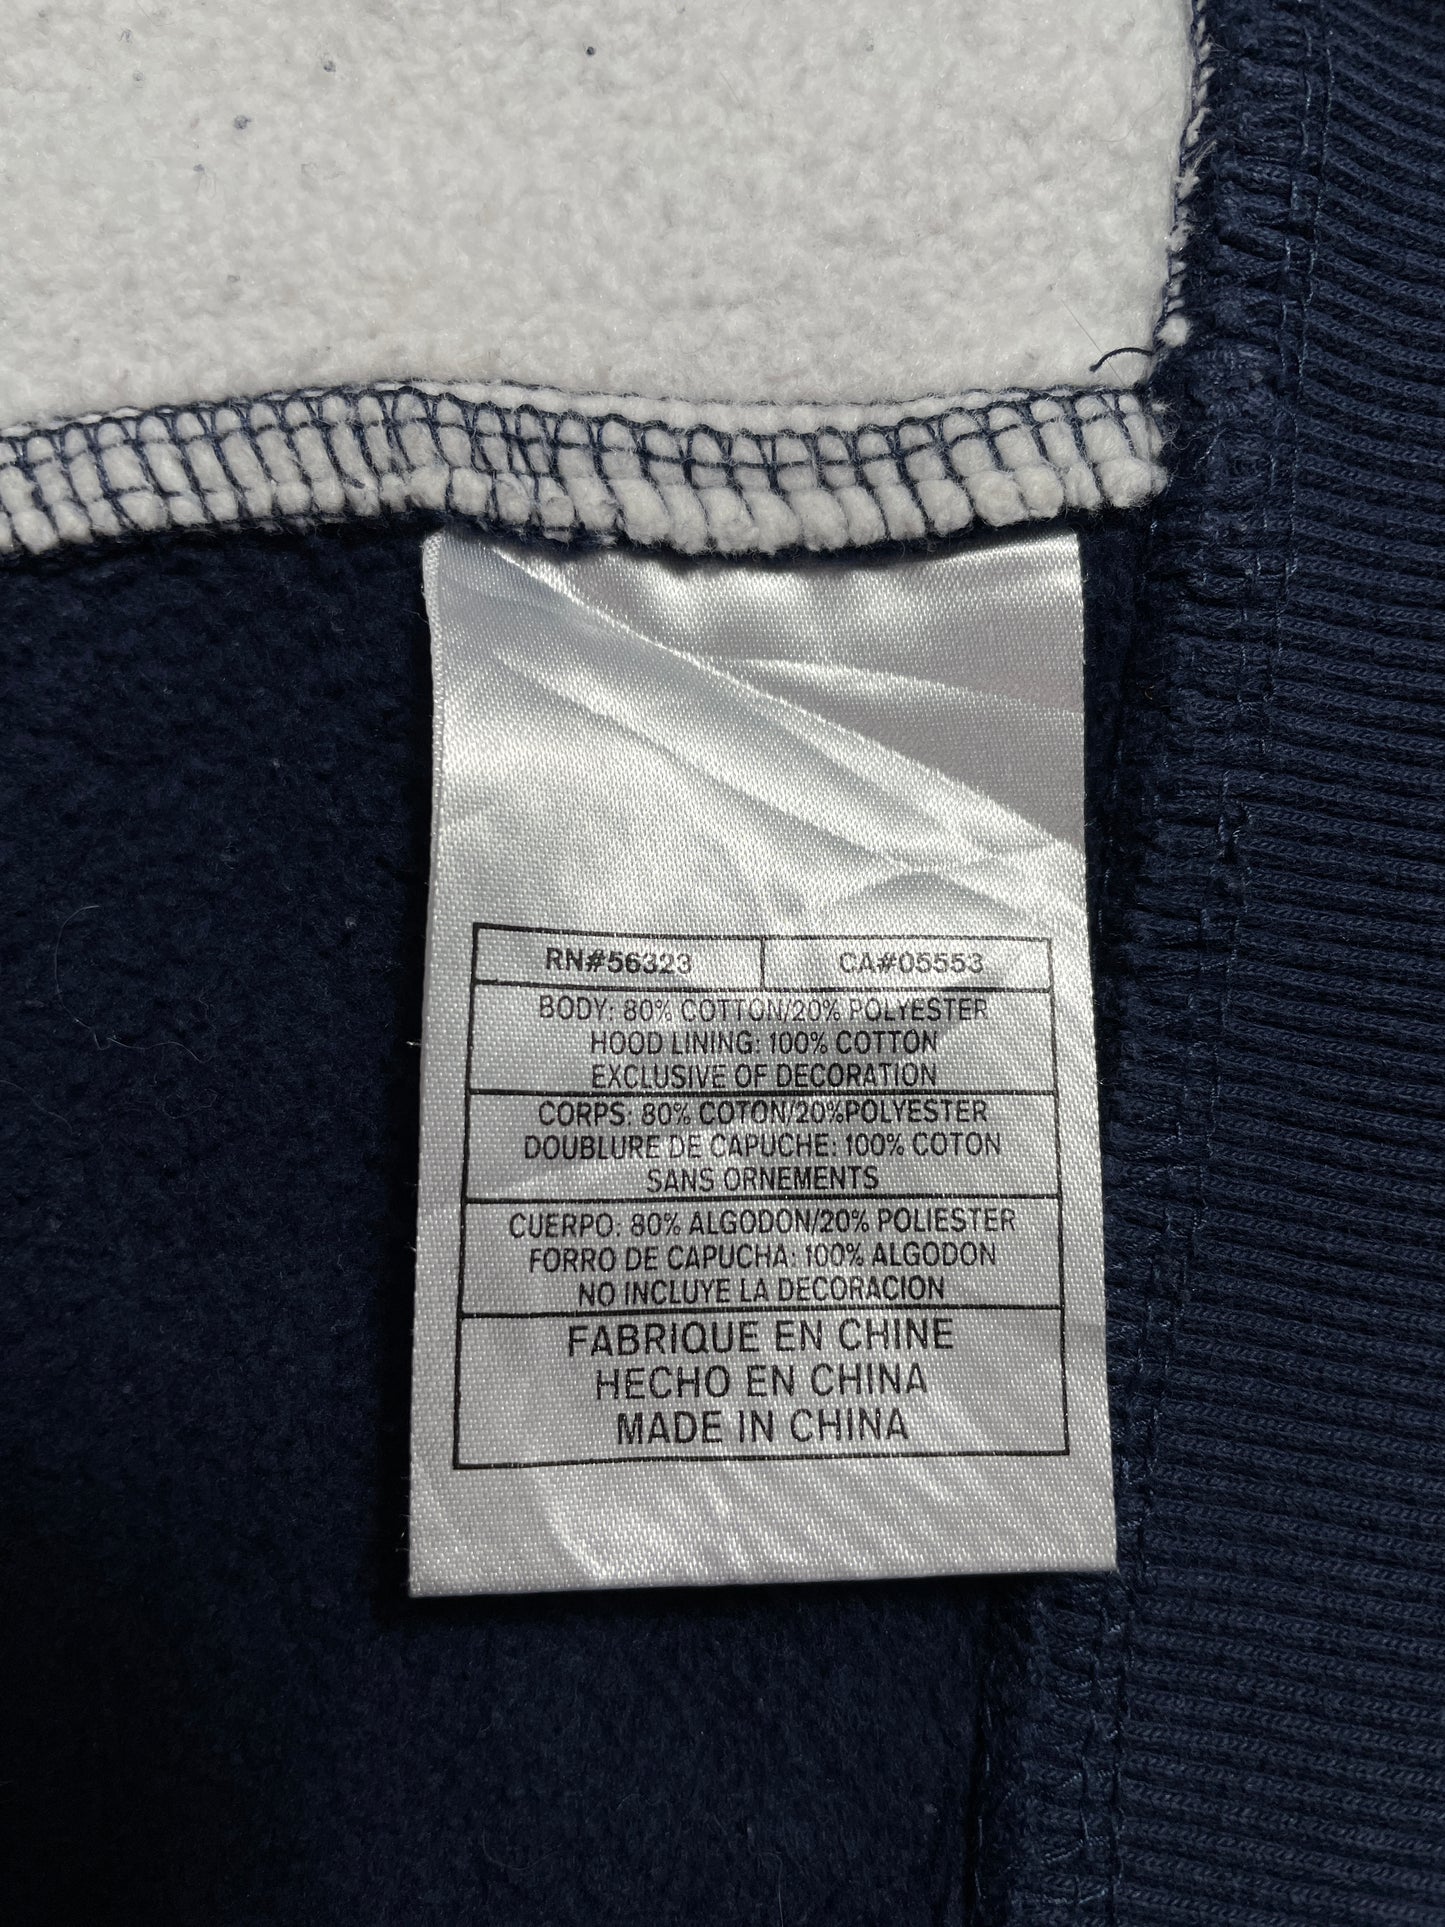 RN#56323 CA#05553
BODY: 80% COTTON/20% POLYESTER
HOOD LINING: 100% COTTON
EXCLUSIVE OF DECORATION
CORPS: 80% COTON/20%POLYESTER
DOUBLURE DE CAPUCHE: 100% COTON
SANS ORNEMENTS
CUERPO: 80% ALGODON/20% POLIESTER
FORRO DE CAPUCHA: 100% ALGODON
NO INCLUYE LA DECORACION
FABRIQUE EN CHINE
HECHO EN CHINA
MADE IN CHINA